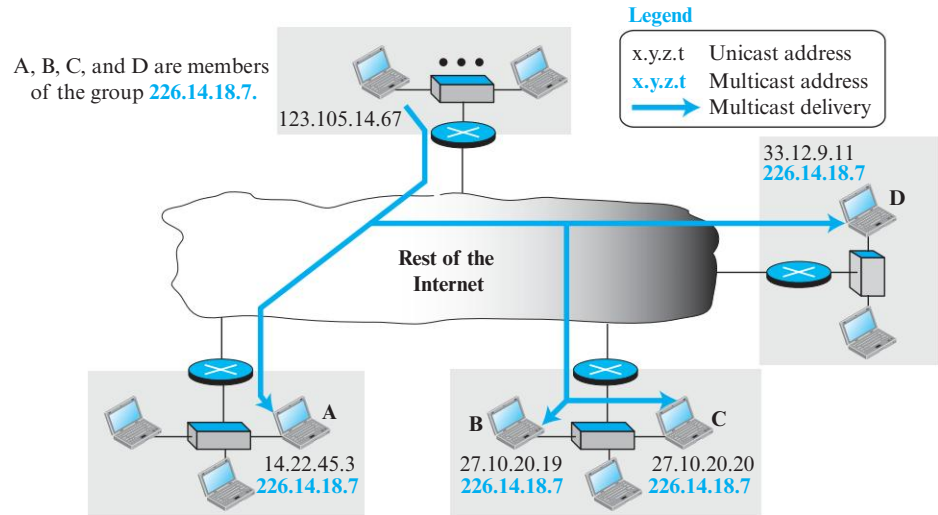 Legend
x.y.z.t Unicast address
x.y.z.t Multicast address
Multicast delivery
A, B, C, and D are members
of the group 226.14.18.7.
123.105.14.67
33.12.9.11
226.14.18.7
D
Rest of the
Internet
A
14.22.45.3
226.14.18.7
B
C
27.10.20.19
226.14.18.7
27.10.20.20
226.14.18.7